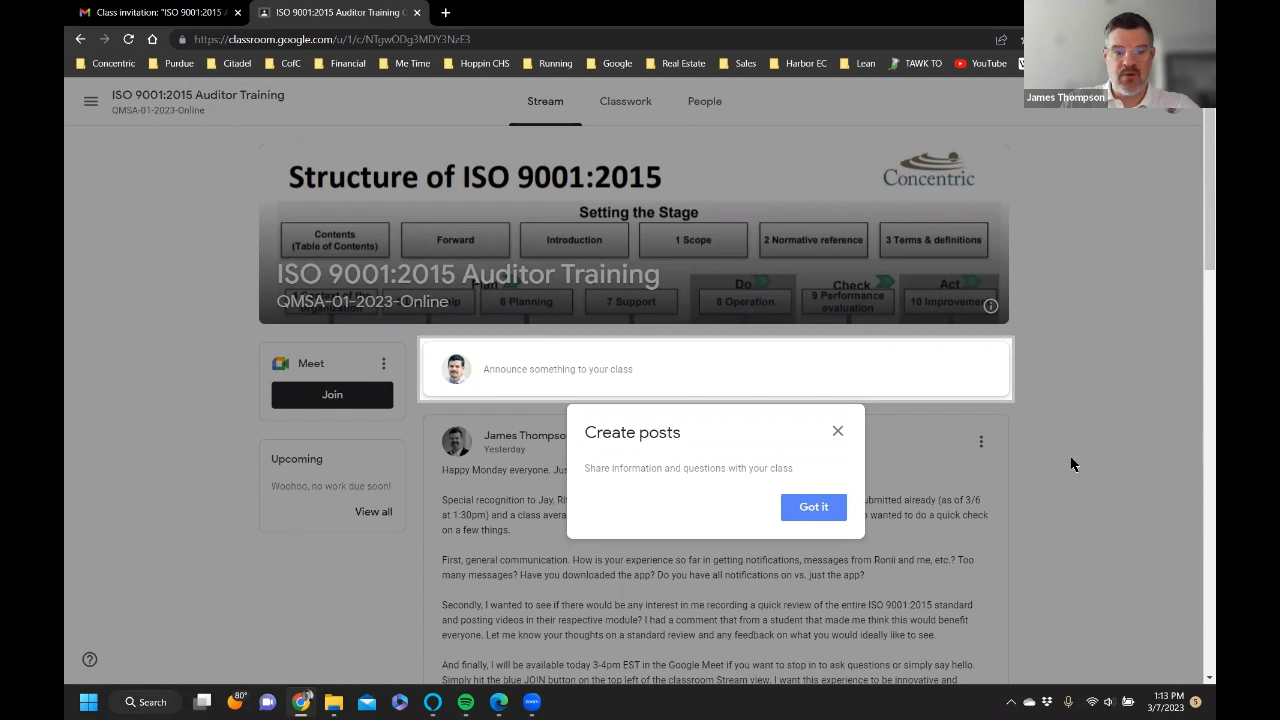 Class invitation: "ISO 9001:2015 A
ISO 9001:2015 Auditor Training C
https://classroom.google.com/u/1/c/NTgwODg3MDY3NzE3
Concentric
Purdue
Citadel
CofC
Financial
Me Time
Hoppin CHS
Running
Google
Real Estate
Sales
Harbor EC
Lean
TAWK TO
YouTube
James Thompson
ISO 9001:2015 Auditor Training
QMSA-01-2023-Online
Stream
Classwork
People
Structure of ISO 9001:2015
Concentric
Setting the Stage
Contents
(Table of Contents)
Forward
Introduction
1 Scope
2 Normative reference
3 Terms & definitions
ISO 9001:2015 Auditor Training
QMSA-01-2023-Online
Do
Check
Act
6 Planning
7 Support
8 Operation
9 Performance
evaluation
10 Improvement
Meet
Join
Announce something to your class
Upcoming
Woohoo, no work due soon!
View all
Create posts
Share information and questions with your class
Got it
James Thompso
Yesterday
Happy Monday everyone. Jus
Special recognition to Jay, Ri
ubmitted already (as of 3/6
at 1:30pm) and a class avera
wanted to do a quick check
on a few things.
First, general communication. How is your experience so far in getting notifications, messages from Ronii and me, etc.? Too
many messages? Have you downloaded the app? Do you have all notifications on vs. just the app?
Secondly, I wanted to see if there would be any interest in me recording a quick review of the entire ISO 9001:2015 standard
and posting videos in their respective module? I had a comment that from a student that made me think this would benefit
everyone. Let me know your thoughts on a standard review and any feedback on what you would ideally like to see.
And finally, I will be available today 3-4pm EST in the Google Meet if you want to stop in to ask questions or simply say hello.
Simply hit the blue JOIN button on the top left of the classroom Stream view. I want this experience to be innovative and
Search
80°
1:13 PM
3/7/2023
5